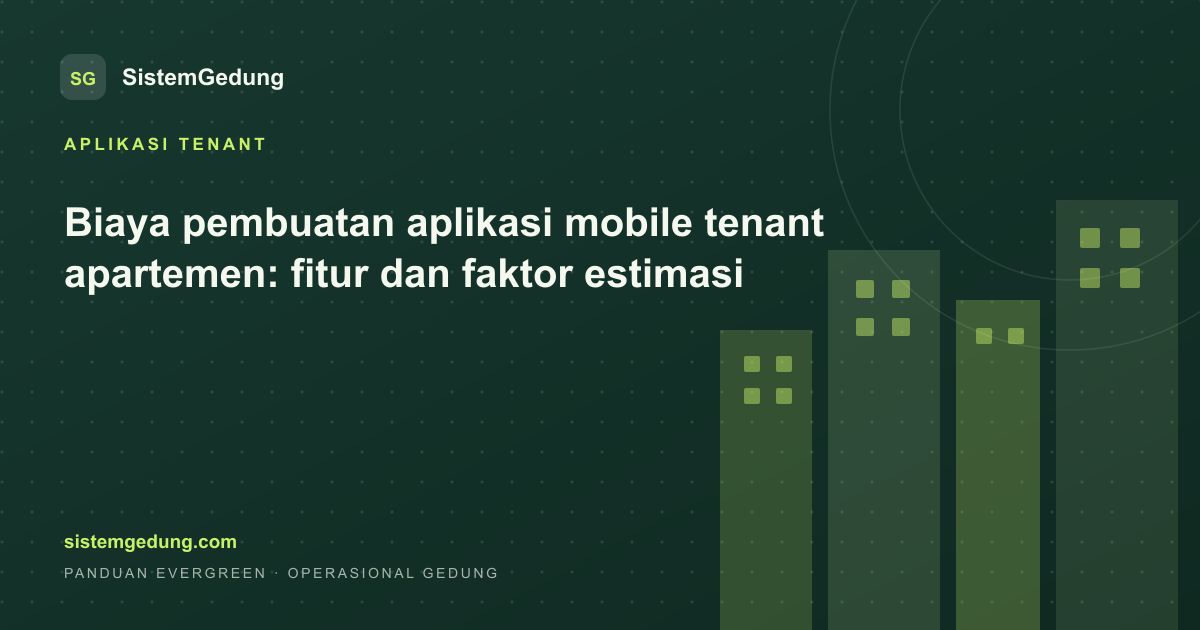 SG SistemGedung
APLIKASI TENANT
Biaya pembuatan aplikasi mobile tenant
apartemen: fitur dan faktor estimasi
sistemgedung.com
PANDUAN EVERGREEN · OPERASIONAL GEDUNG